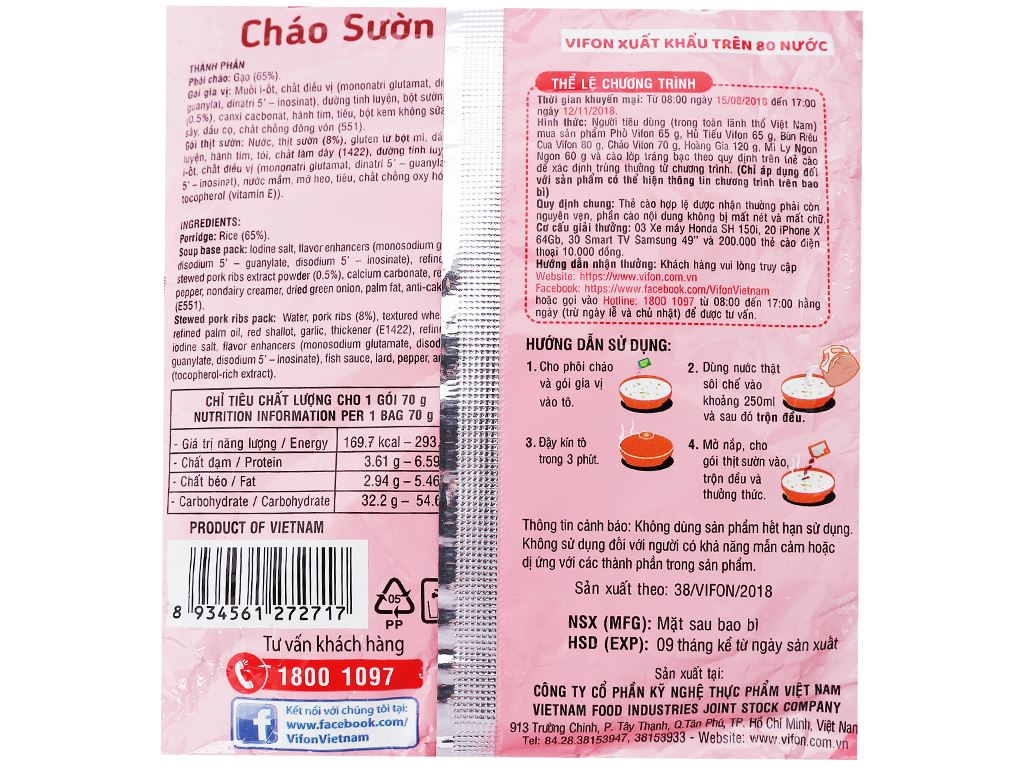 Cháo Sườn
THÀNH PHẦN
Phôi cháo: Gạo (65%).
Gói gia vị: Muối i-ốt, chất điều vị (mononatri glutamat,
guanylat, dinatri 5' – inosinat), đường tinh luyện, bột sườn
(0.5%), canxi cacbonat, hành tím, tiêu, bột kem không sữa
sấy, dầu cọ, chất chống đông vón (551).
Gói thịt sườn: Nước, thịt sườn (8%), gluten từ bột mì,
luyện, hành tím, tỏi, chất làm dày (1422), đường tinh
i-ốt, chất điều vị (mononatri glutamat, dinatri 5' –
5' – inosinat), nước mắm, mỡ heo, tiêu, chất chống oxy
tocopherol (vitamin E)).
INGREDIENTS:
Porridge: Rice (65%).
Soup base pack: Iodine salt, flavor enhancers (monosodium
disodium 5' – guanylate, disodium 5' – inosinate),
stewed pork ribs extract powder (0.5%), calcium carbonate,
pepper, nondairy creamer, dried green onion, palm fat,
(E551).
Stewed pork ribs pack: Water, pork ribs (8%), textured
refined palm oil, red shallot, garlic, thickener (E1422),
iodine salt, flavor enhancers (monosodium glutamate,
guanylate, disodium 5' – inosinate), fish sauce, lard, pepper,
(tocopherol-rich extract).
CHỈ TIÊU CHẤT LƯỢNG CHO 1 GÓI 70 g
NUTRITION INFORMATION PER 1 BAG 70 g
- Giá trị năng lượng / Energy 169.7 kcal – 293.
- Chất đạm / Protein 3.61 g – 6.59
- Chất béo / Fat 2.94 g – 5.46
- Carbohydrate / Carbohydrate 32.2 g – 54.6
PRODUCT OF VIETNAM
8 934561 272717
05
PP
Tư vấn khách hàng
1800 1097
Kết nối với chúng tôi tại:
www.facebook.com/
VifonVietnam
VIFON XUẤT KHẨU TRÊN 80 NƯỚC
THỂ LỆ CHƯƠNG TRÌNH
Thời gian khuyến mại: Từ 08:00 ngày 15/08/2018 đến 17:00
ngày 12/11/2018.
Hình thức: Người tiêu dùng (trong toàn lãnh thổ Việt Nam)
mua sản phẩm Phở Vifon 65 g, Hủ Tiếu Vifon 65 g, Bún Riêu
Cua Vifon 80 g, Cháo Vifon 70 g, Hoàng Gia 120 g, Mì Ly Ngon
Ngon 60 g và cào lớp tráng bạc theo quy định trên thẻ cào
để xác định trúng thưởng từ chương trình. (Chỉ áp dụng đối
với sản phẩm có thể hiện thông tin chương trình trên bao
bì)
Quy định chung: Thẻ cào hợp lệ được nhận thưởng phải còn
nguyên vẹn, phần cào nội dung không bị mất nét và mất chữ.
Cơ cấu giải thưởng: 03 Xe máy Honda SH 150i, 20 iPhone X
64Gb, 30 Smart TV Samsung 49" và 200.000 thẻ cào điện
thoại 10.000 đồng.
Hướng dẫn nhận thưởng: Khách hàng vui lòng truy cập
Website: https://www.vifon.com.vn
Facebook: https://www.facebook.com/VifonVietnam
hoặc gọi vào Hotline: 1800 1097 từ 08:00 đến 17:00 hằng
ngày (trừ ngày lễ và chủ nhật) để được tư vấn.
HƯỚNG DẪN SỬ DỤNG:
1. Cho phôi cháo
và gói gia vị
vào tô.
2. Dùng nước thật
sôi chế vào
khoảng 250ml
và sau đó trộn đều.
3. Đậy kín tô
trong 3 phút.
4. Mở nắp, cho
gói thịt sườn vào,
trộn đều và
thưởng thức.
Thông tin cảnh báo: Không dùng sản phẩm hết hạn sử dụng.
Không sử dụng đối với người có khả năng mẫn cảm hoặc
dị ứng với các thành phần trong sản phẩm.
Sản xuất theo: 38/VIFON/2018
NSX (MFG): Mặt sau bao bì
HSD (EXP): 09 tháng kể từ ngày sản xuất
Sản xuất tại:
CÔNG TY CỔ PHẦN KỸ NGHỆ THỰC PHẨM VIỆT NAM
VIETNAM FOOD INDUSTRIES JOINT STOCK COMPANY
913 Trường Chinh, P. Tây Thạnh, Q.Tân Phú, TP. Hồ Chí Minh, Việt Nam
Tel: 84.28.38153947, 38153933 - Website: www.vifon.com.vn